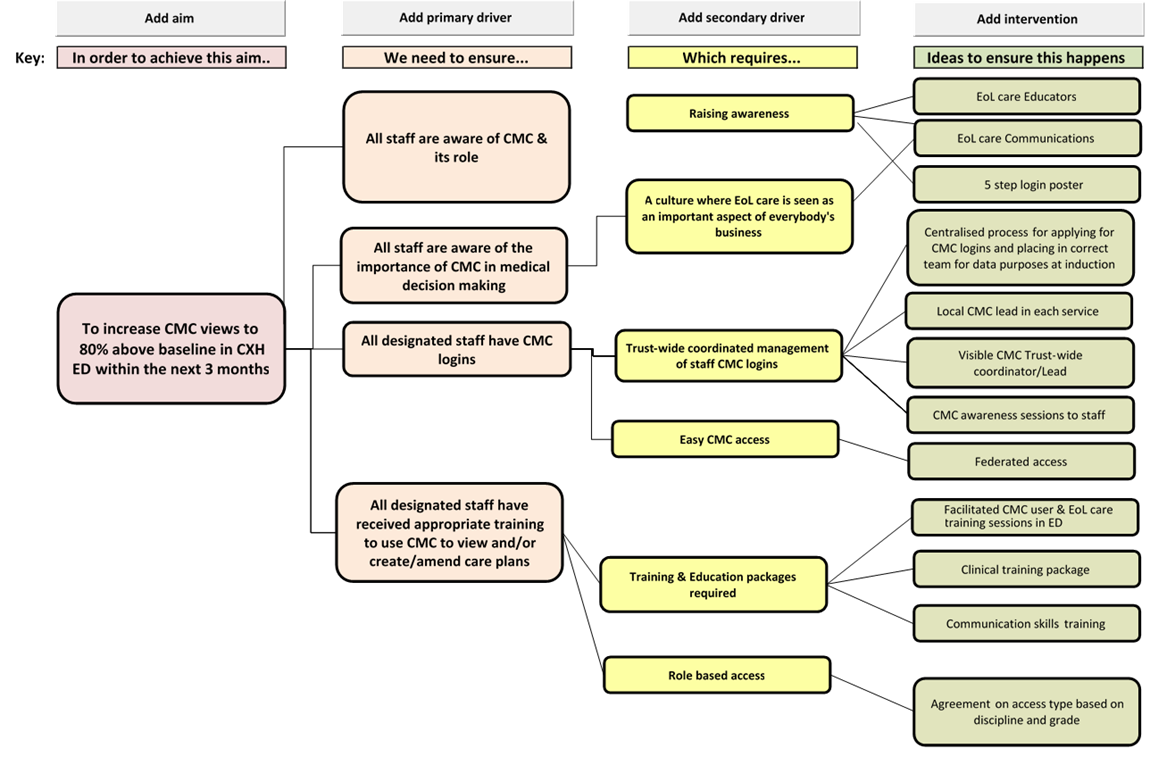 Add aim
Add primary driver
Add secondary driver
Add intervention
Key:
In order to achieve this aim..
We need to ensure...
Which requires...
Ideas to ensure this happens
To increase CMC views to
80% above baseline in CXH
ED within the next 3 months
All staff are aware of CMC &
its role
All staff are aware of the
importance of CMC in medical
decision making
All designated staff have CMC
logins
All designated staff have
received appropriate training
to use CMC to view and/or
create/amend care plans
Raising awareness
A culture where EoL care is seen as
an important aspect of everybody's
business
Trust-wide coordinated management
of staff CMC logins
Easy CMC access
Training & Education packages
required
Role based access
EoL care Educators
EoL care Communications
5 step login poster
Centralised process for applying for
CMC logins and placing in correct
team for data purposes at induction
Local CMC lead in each service
Visible CMC Trust-wide
coordinator/Lead
CMC awareness sessions to staff
Federated access
Facilitated CMC user & EoL care
training sessions in ED
Clinical training package
Communication skills training
Agreement on access type based on
discipline and grade